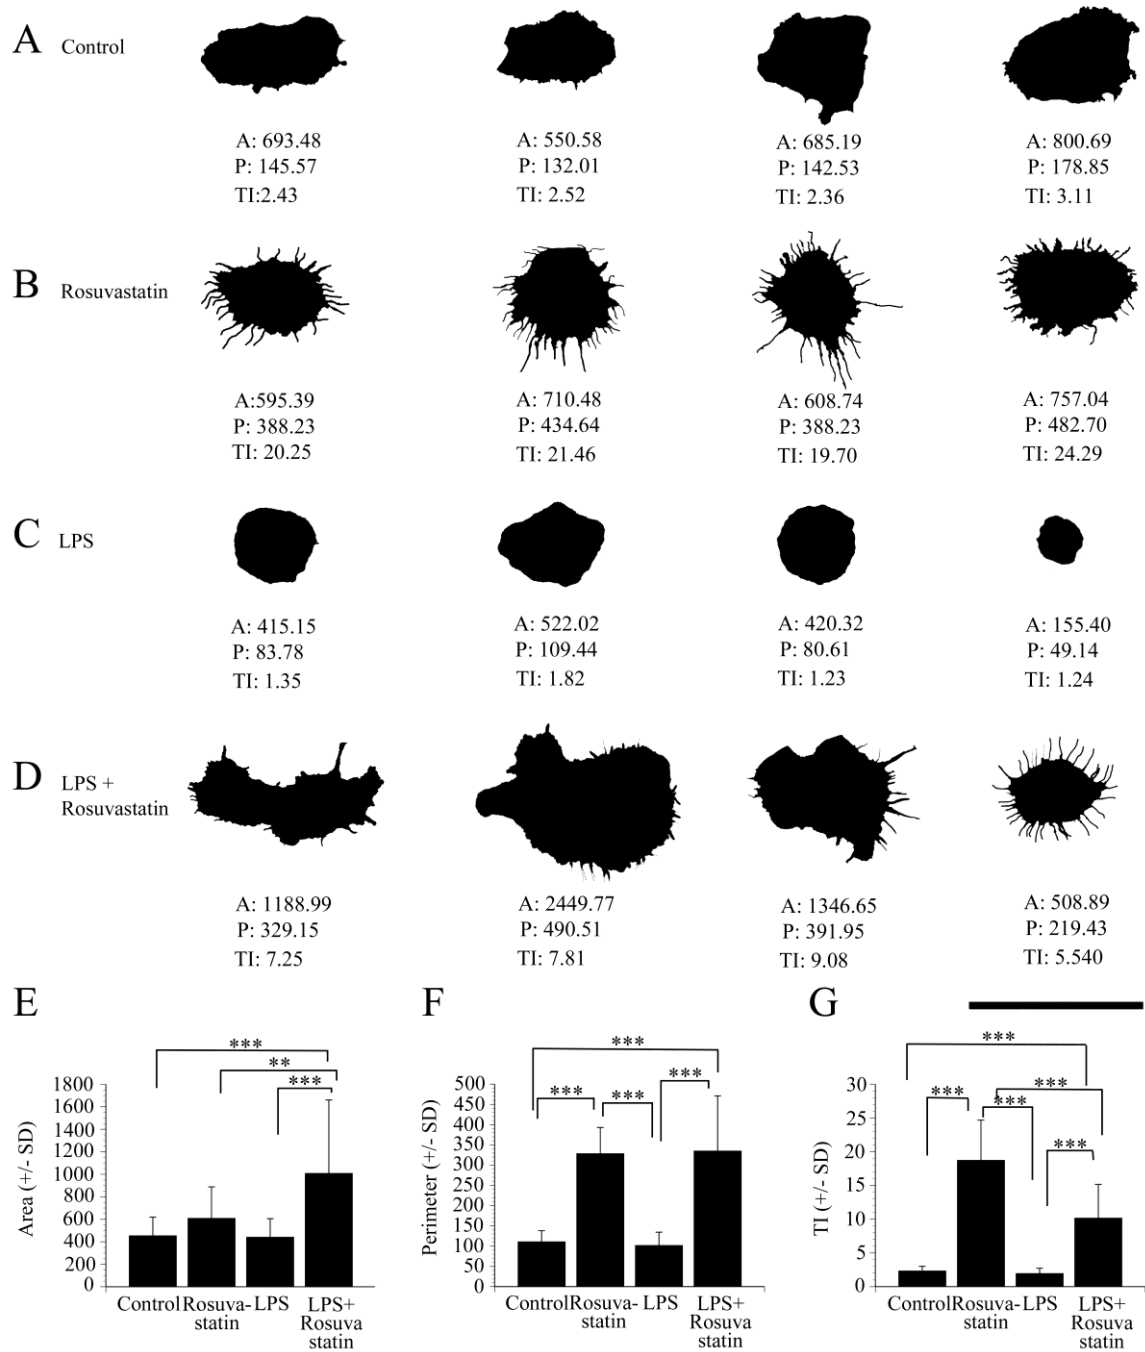 A Control
A: 693.48
P: 145.57
TI:2.43
A: 550.58
P: 132.01
TI: 2.52
A: 685.19
P: 142.53
TI: 2.36
A: 800.69
P: 178.85
TI: 3.11
B Rosuvastatin
A:595.39
P: 388.23
TI: 20.25
A: 710.48
P: 434.64
TI: 21.46
A: 608.74
P: 388.23
TI: 19.70
A: 757.04
P: 482.70
TI: 24.29
C LPS
A: 415.15
P: 83.78
TI: 1.35
A: 522.02
P: 109.44
TI: 1.82
A: 420.32
P: 80.61
TI: 1.23
A: 155.40
P: 49.14
TI: 1.24
D LPS +
Rosuvastatin
A: 1188.99
P: 329.15
TI: 7.25
A: 2449.77
P: 490.51
TI: 7.81
A: 1346.65
P: 391.95
TI: 9.08
A: 508.89
P: 219.43
TI: 5.540
E
***
**
***
Area (+/- SD)
1800
1600
1400
1200
1000
800
600
400
200
0
Control
Rosuva-
statin
LPS
LPS+
Rosuva
statin
F
***
***
***
***
Perimeter (+/- SD)
500
450
400
350
300
250
200
150
100
50
0
Control
Rosuva-
statin
LPS
LPS+
Rosuva
statin
G
***
***
***
***
***
TI (+/- SD)
30
25
20
15
10
5
0
Control
Rosuva-
statin
LPS
LPS+
Rosuva
statin